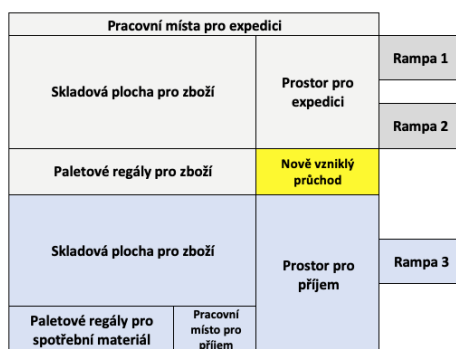 Pracovní místa pro expedici
Rampa 1
Skladová plocha pro zboží
Prostor pro
expedici
Rampa 2
Paletové regály pro zboží
Nově vzniklý
průchod
Skladová plocha pro zboží
Prostor pro
příjem
Rampa 3
Paletové regály pro
spotřební materiál
Pracovní
místo pro
příjem